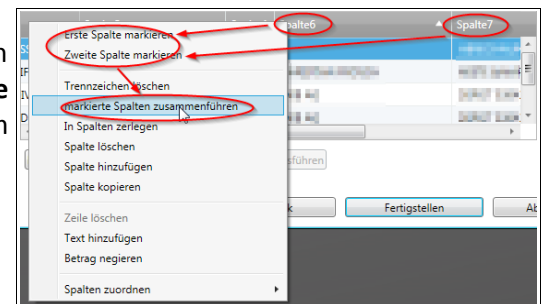 Spalte6
Spalte7
Erste Spalte markieren
Zweite Spalte markieren
Trennzeichen löschen
markierte Spalten zusammenführen
In Spalten zerlegen
Spalte löschen
Spalte hinzufügen
Spalte kopieren
Zeile löschen
Text hinzufügen
Betrag negieren
Spalten zuordnen
Fertigstellen